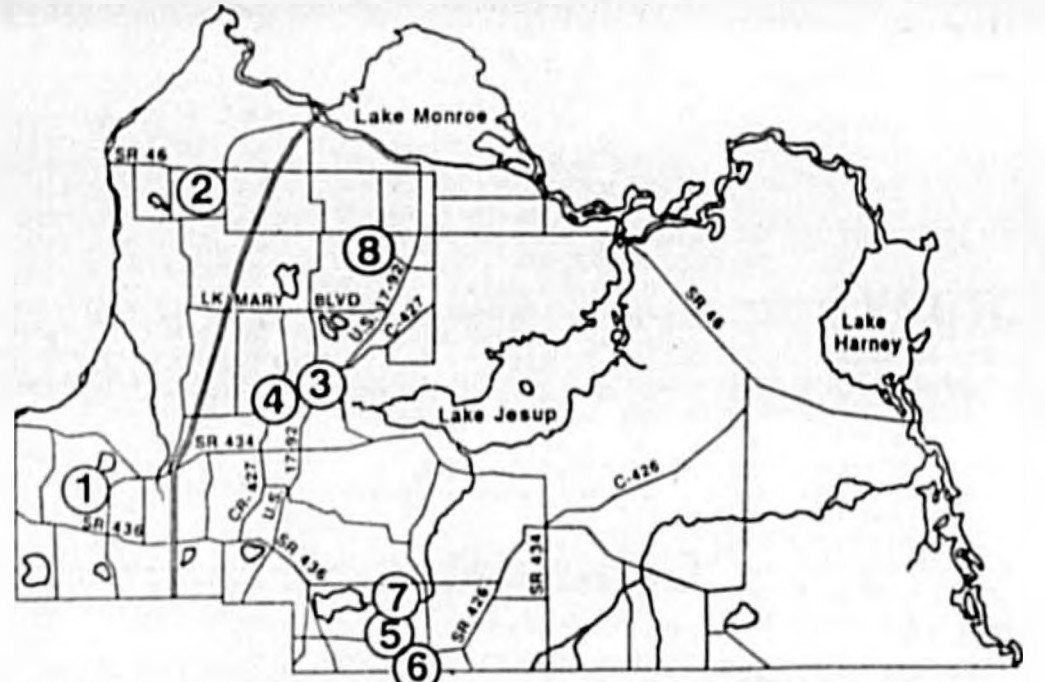 Lake Monroe
SR 46
2
8
U.S. 17-92
LK. MARY BLVD
C-427
SR 46
Lake
Harney
3
4
Lake Jesup
SR 434
17-92
U.S.
CR-427
C-426
1
SR 436
SR 436
SR 434
7
SR 426
5
6